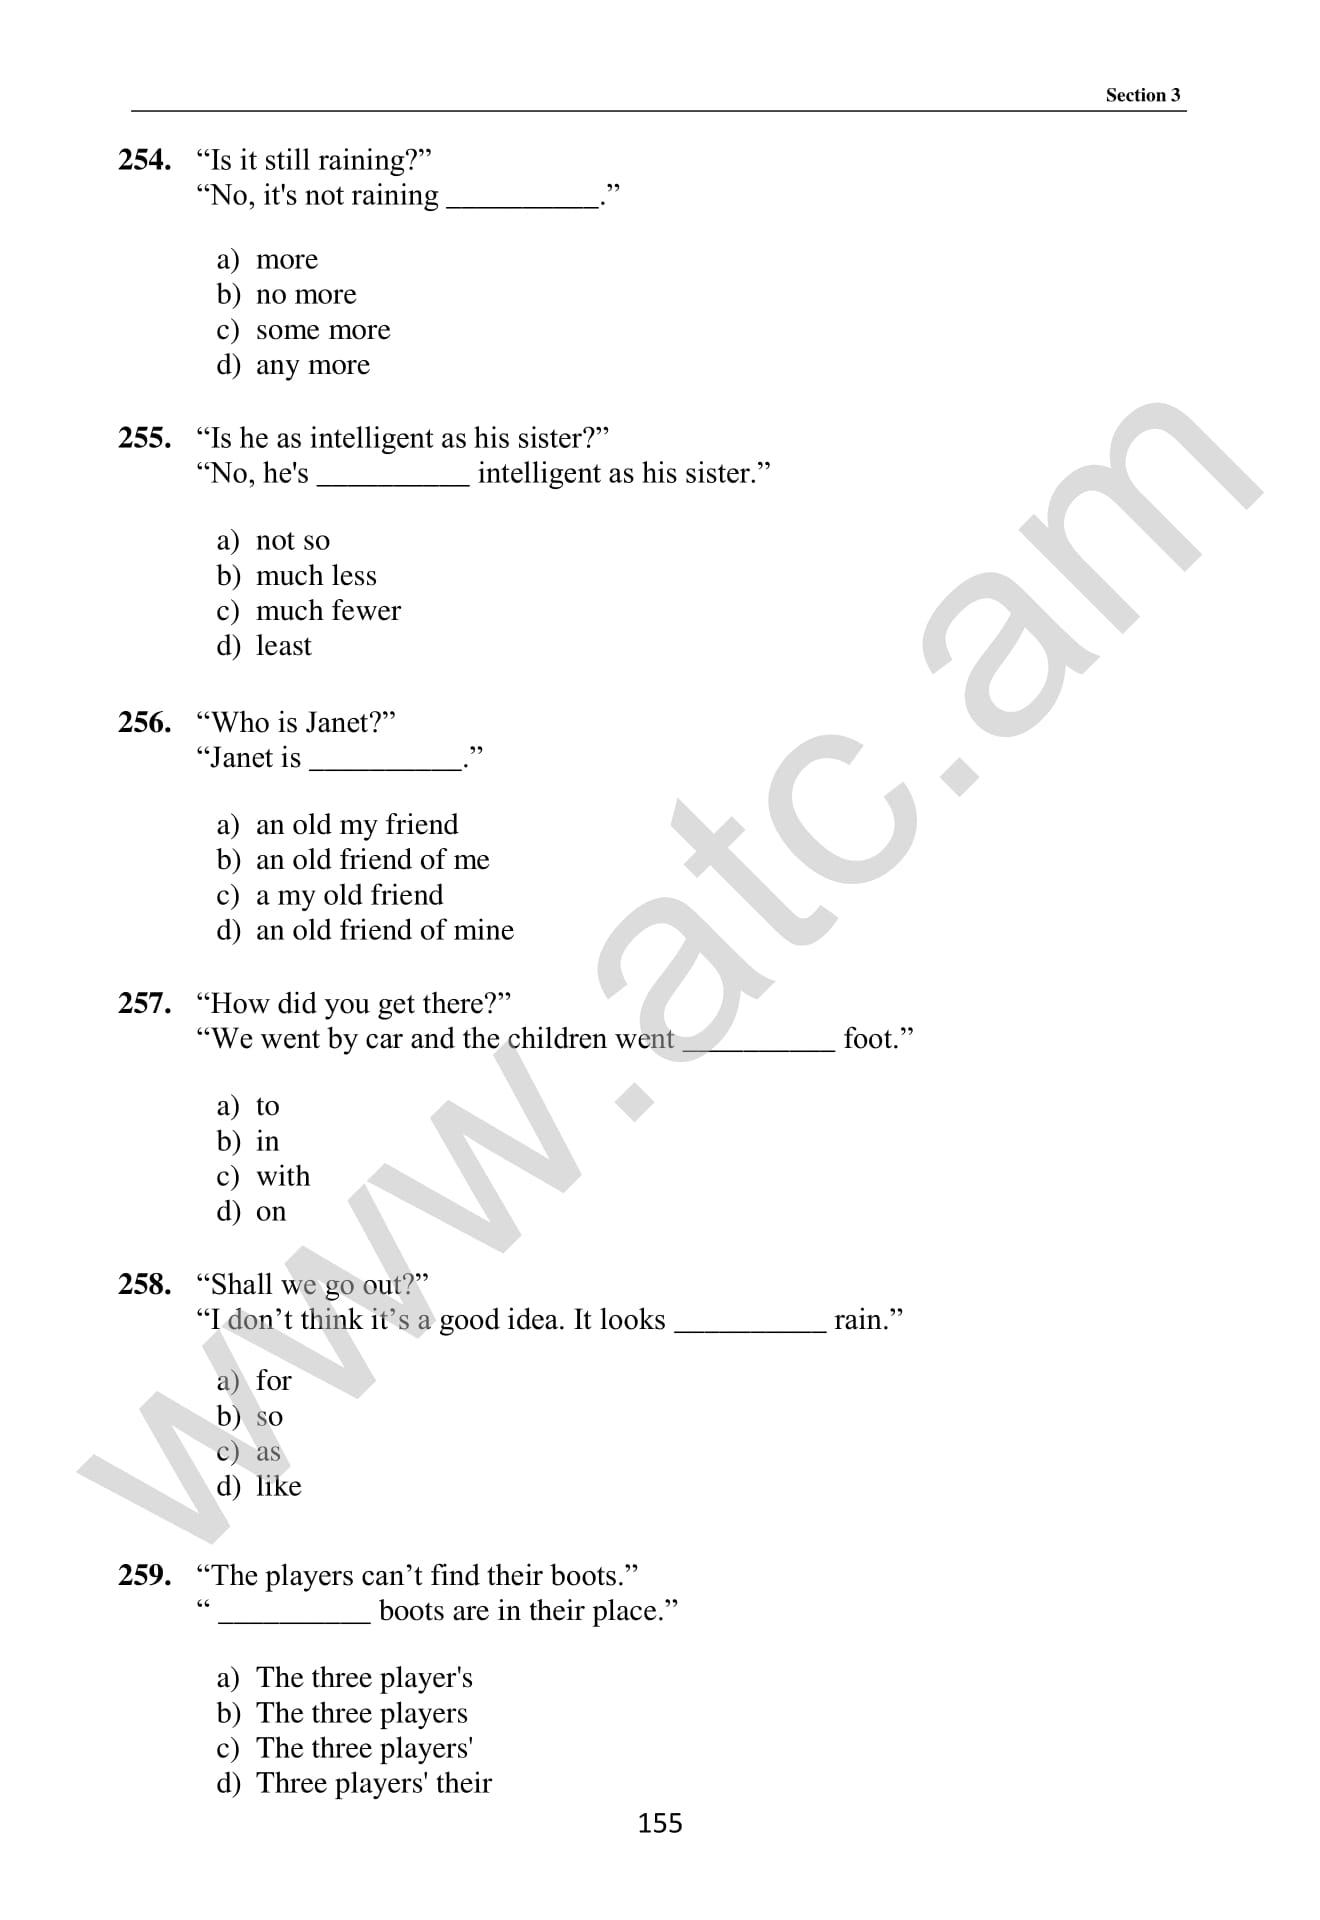 Section 3
254. “Is it still raining?”
“No, it's not raining __________.”
a) more
b) no more
c) some more
d) any more
255. “Is he as intelligent as his sister?”
“No, he's __________ intelligent as his sister.”
a) not so
b) much less
c) much fewer
d) least
256. “Who is Janet?”
“Janet is __________.”
a) an old my friend
b) an old friend of me
c) a my old friend
d) an old friend of mine
257. “How did you get there?”
“We went by car and the children went __________ foot.”
a) to
b) in
c) with
d) on
258. “Shall we go out?”
“I don’t think it’s a good idea. It looks __________ rain.”
a) for
b) so
c) as
d) like
259. “The players can’t find their boots.”
“ __________ boots are in their place.”
a) The three player's
b) The three players
c) The three players'
d) Three players' their
155
www.atc.am